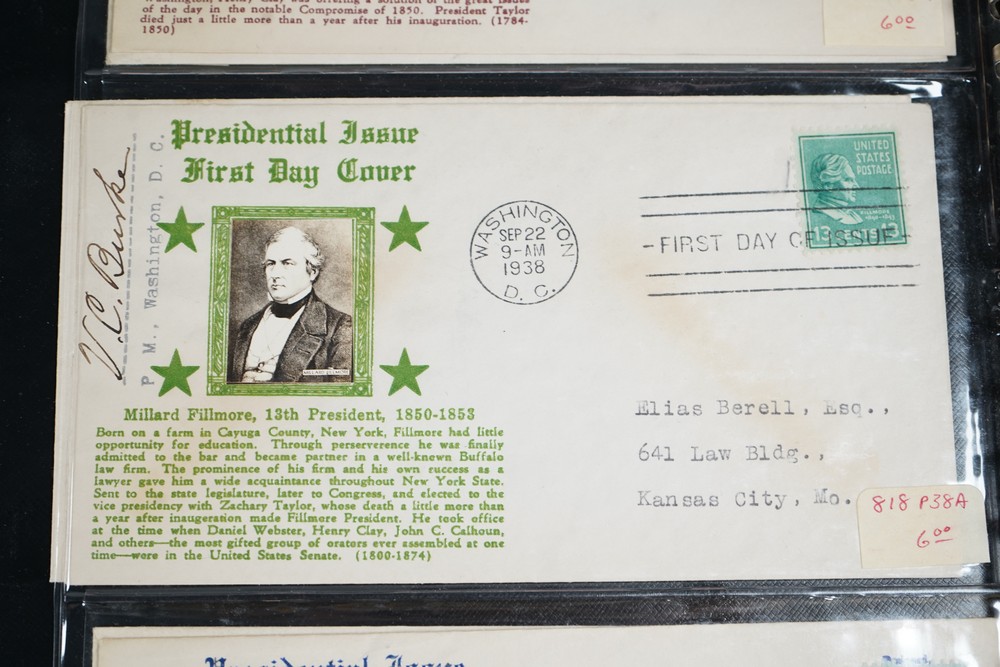 of the day in the notable Compromise of 1850. President Taylor
died just a little more than a year after his inauguration. (1784-
1850)
6 00
Presidential Issue
First Day Cover
V.C. Burke
P M., Washington, D. C.
MILLARD FILLMORE
WASHINGTON
SEP 22
9-AM
1938
D. C.
UNITED
STATES
POSTAGE
FILLMORE
13 CENTS 13
FIRST DAY OF ISSUE
Millard Fillmore, 13th President, 1850-1853
Born on a farm in Cayuga County, New York, Fillmore had little
opportunity for education. Through perserverence he was finally
admitted to the bar and became partner in a well-known Buffalo
law firm. The prominence of his firm and his own ruccess as a
lawyer gave him a wide acquaintance throughout New York State.
Sent to the state legislature, later to Congress, and elected to the
vice presidency with Zachary Taylor, whose death a little more than
a year after inaugeration made Fillmore President. He took office
at the time when Daniel Webster, Henry Clay, John C. Calhoun,
and others—the most gifted group of orators ever assembled at one
time—were in the United States Senate. (1800-1874)
Elias Berell, Esq.,
641 Law Bldg.,
Kansas City, Mo.
818 P38A
6 00
Presidential Issue